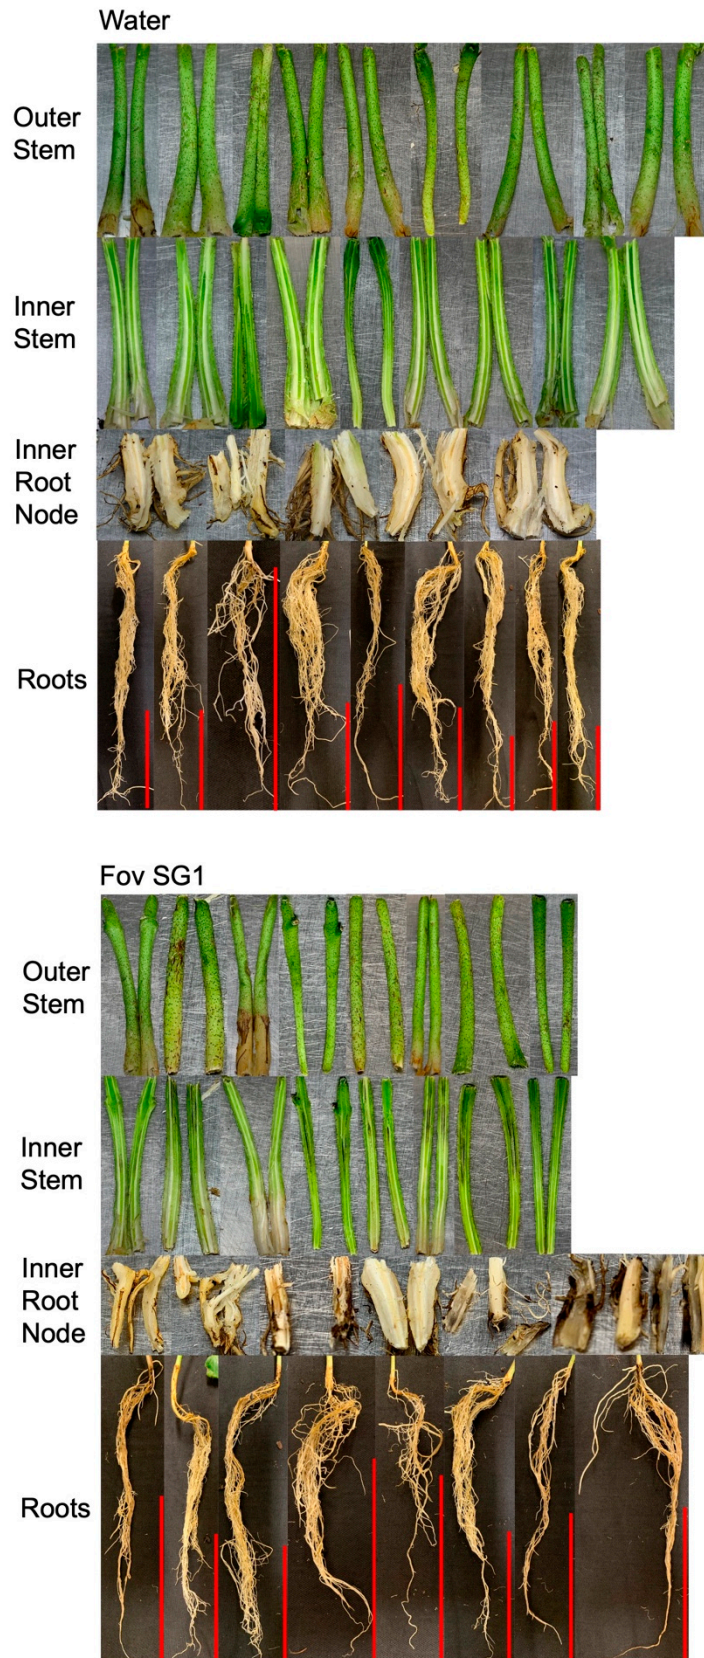 Water
Outer
Stem
Inner
Stem
Inner
Root
Node
Roots
Fov SG1
Outer
Stem
Inner
Stem
Inner
Root
Node
Roots